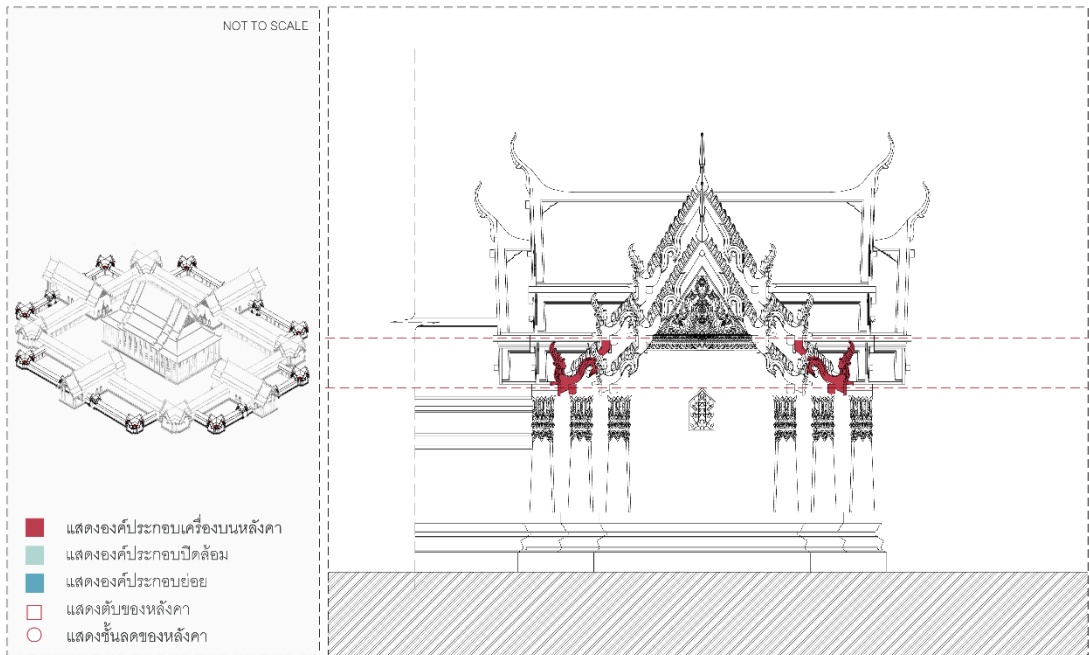 NOT TO SCALE
แสดงองค์ประกอบเครื่องบนหลังคา
แสดงองค์ประกอบปิดล้อม
แสดงองค์ประกอบย่อย
แสดงตับของหลังคา
แสดงชั้นลดของหลังคา